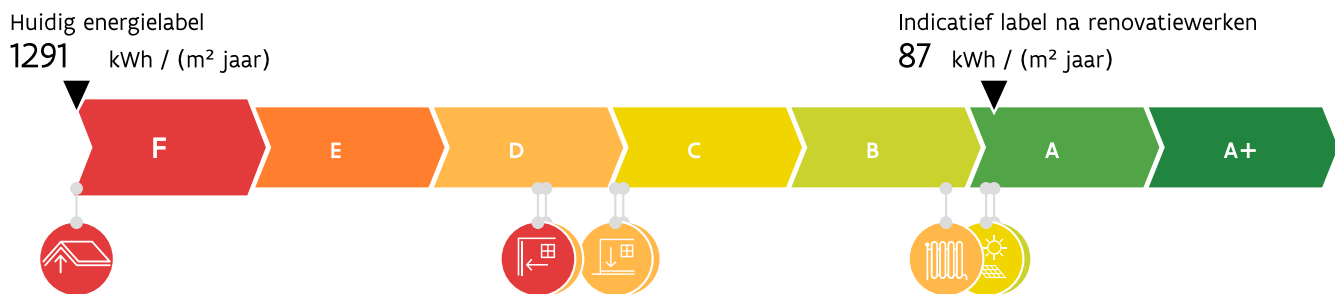 Huidig energielabel
1291 kWh / (m² jaar)
Indicatief label na renovatiewerken
87 kWh / (m² jaar)
F E D C B A A+